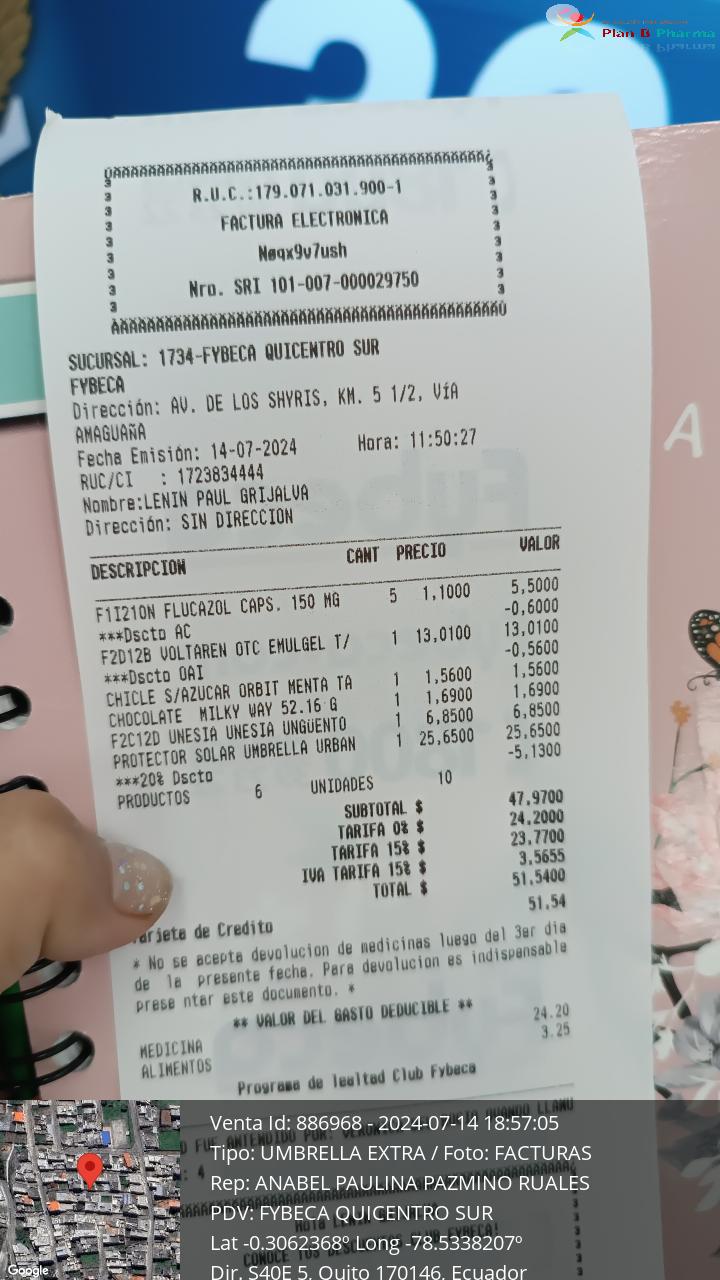 Plan B Pharma
R.U.C.:179.071.031.900-1
FACTURA ELECTRONICA
Nøqx9v7ush
Nro. SRI 101-007-000029750
SUCURSAL: 1734-FYBECA QUICENTRO SUR
FYBECA
Dirección: AV. DE LOS SHYRIS, KM. 5 1/2, VíA
AMAGUAñA
Fecha Emisión: 14-07-2024 Hora: 11:50:27
RUC/CI : 1723834444
Nombre:LENIN PAUL GRIJALVA
Dirección: SIN DIRECCION
DESCRIPCION CANT PRECIO VALOR
F1I210N FLUCAZOL CAPS. 150 MG 5 1,1000 5,5000
***Dscto AC -0,6000
F2D12B VOLTAREN OTC EMULGEL T/ 1 13,0100 13,0100
***Dscto OAI -0,5600
CHICLE S/AZUCAR ORBIT MENTA TA 1 1,5600 1,5600
CHOCOLATE MILKY WAY 52.16 G 1 1,6900 1,6900
F2C12D UNESIA UNESIA UNGüENTO 1 6,8500 6,8500
PROTECTOR SOLAR UMBRELLA URBAN 1 25,6500 25,6500
***20% Dscto -5,1300
PRODUCTOS 6 UNIDADES 10
SUBTOTAL $ 47,9700
TARIFA 0% $ 24,2000
TARIFA 15% $ 23,7700
IVA TARIFA 15% $ 3,5655
TOTAL $ 51,5400
arjeta de Credito 51,54
* No se acepta devolucion de medicinas luego del 3er dia
de la presente fecha. Para devolucion es indispensable
prese ntar este documento. *
** VALOR DEL GASTO DEDUCIBLE **
MEDICINA 24.20
ALIMENTOS 3.25
Programa de lealtad Club Fybeca
Venta Id: 886968 - 2024-07-14 18:57:05
Tipo: UMBRELLA EXTRA / Foto: FACTURAS
Rep: ANABEL PAULINA PAZMINO RUALES
PDV: FYBECA QUICENTRO SUR
Lat -0,3062368º Long -78.5338207º
Dir. S40E 5, Quito 170146, Ecuador
Google
A